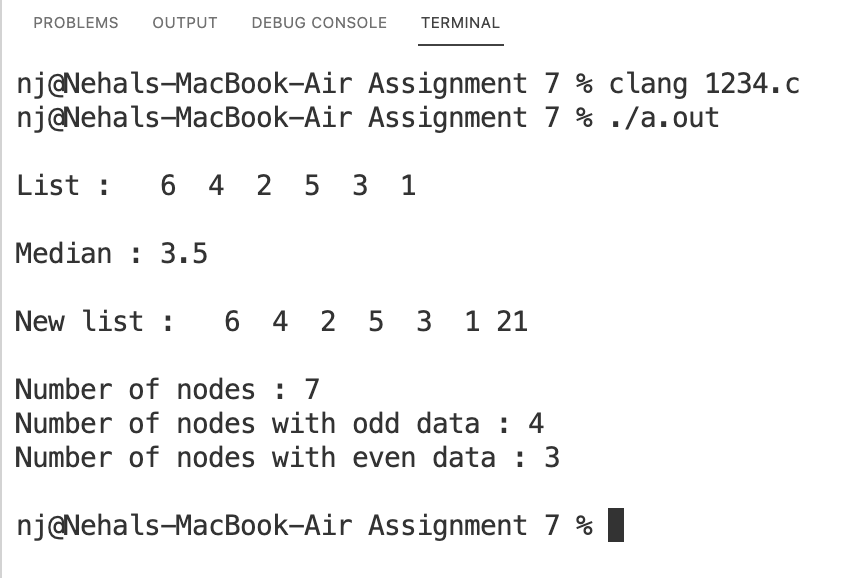 PROBLEMS OUTPUT DEBUG CONSOLE TERMINAL
nj@Nehals-MacBook-Air Assignment 7 % clang 1234.c
nj@Nehals-MacBook-Air Assignment 7 % ./a.out
List :   6  4  2  5  3  1
Median : 3.5
New list :   6  4  2  5  3  1 21
Number of nodes : 7
Number of nodes with odd data : 4
Number of nodes with even data : 3
nj@Nehals-MacBook-Air Assignment 7 %